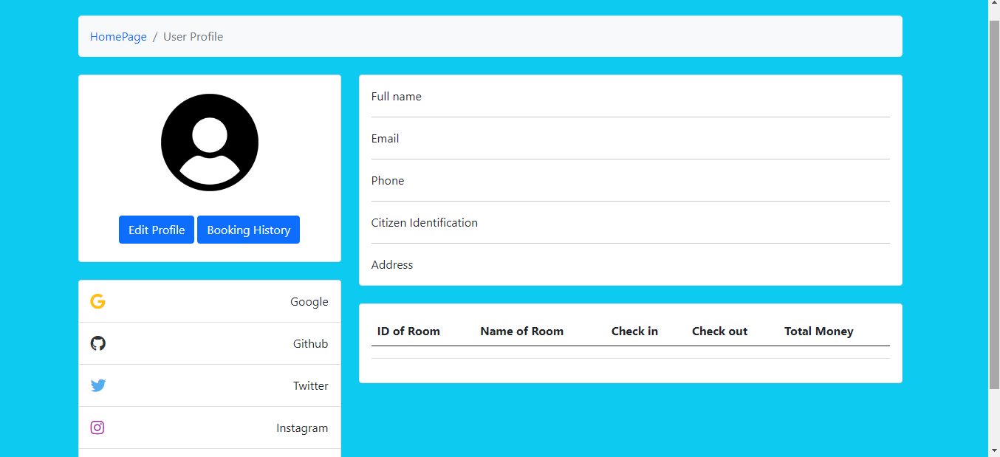 HomePage / User Profile
Edit Profile Booking History
Google
Github
Twitter
Instagram
Full name
Email
Phone
Citizen Identification
Address
ID of Room Name of Room Check in Check out Total Money